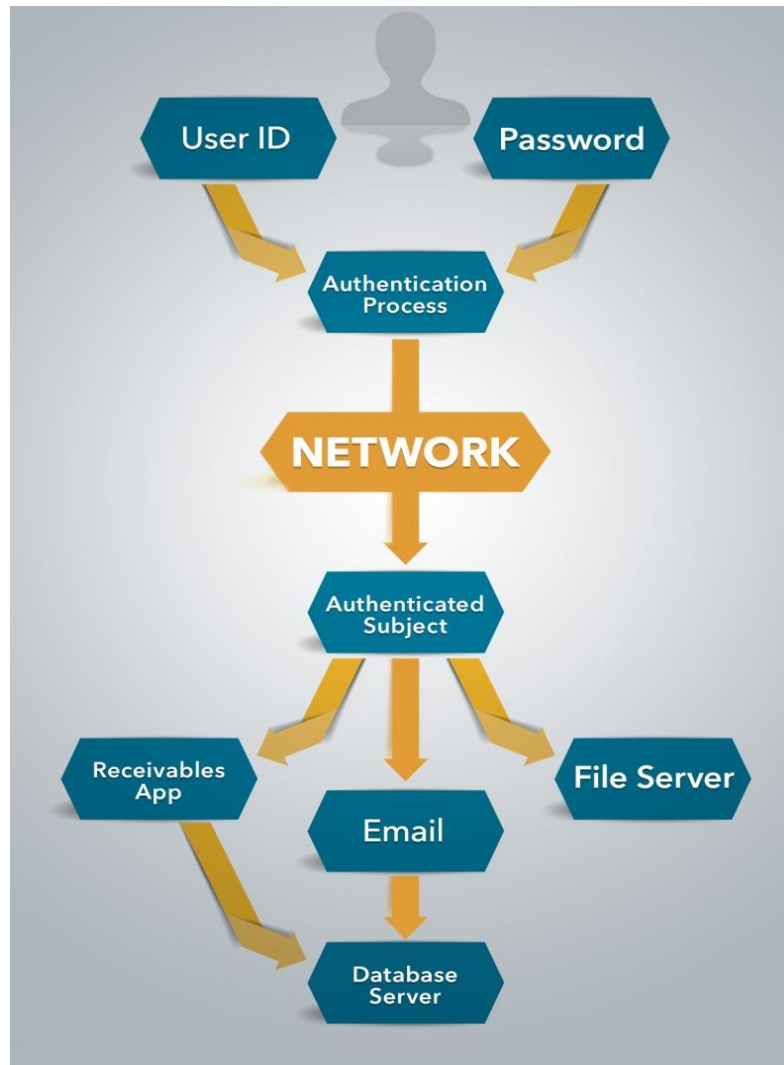 User ID
Password
Authentication
Process
NETWORK
Authenticated
Subject
Receivables
App
File Server
Email
Database
Server